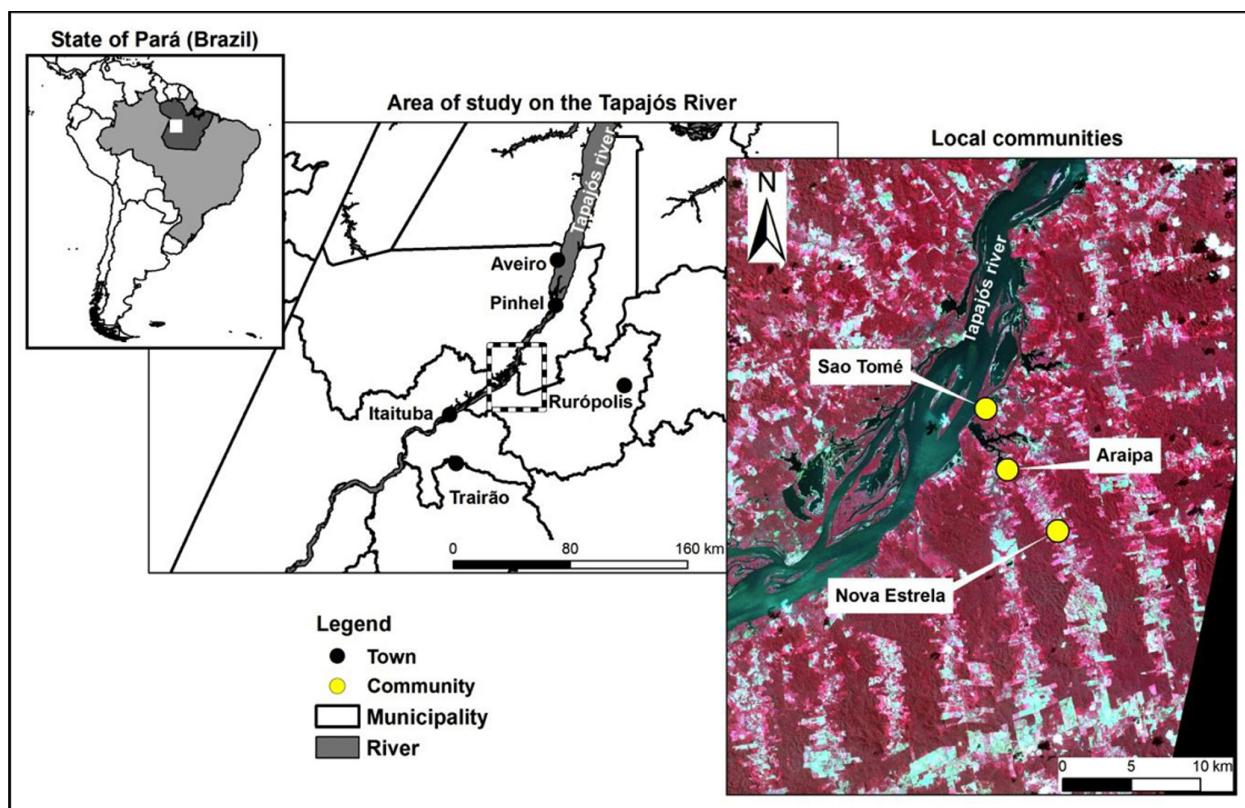 State of Pará (Brazil)
Area of study on the Tapajós River
Local communities
Tapajós river
Aveiro
Pinhel
Itaituba
Rurópolis
Trairão
0 80 160 km
N
Tapajós river
Sao Tomé
Araipa
Nova Estrela
0 5 10 km
Legend
Town
Community
Municipality
River